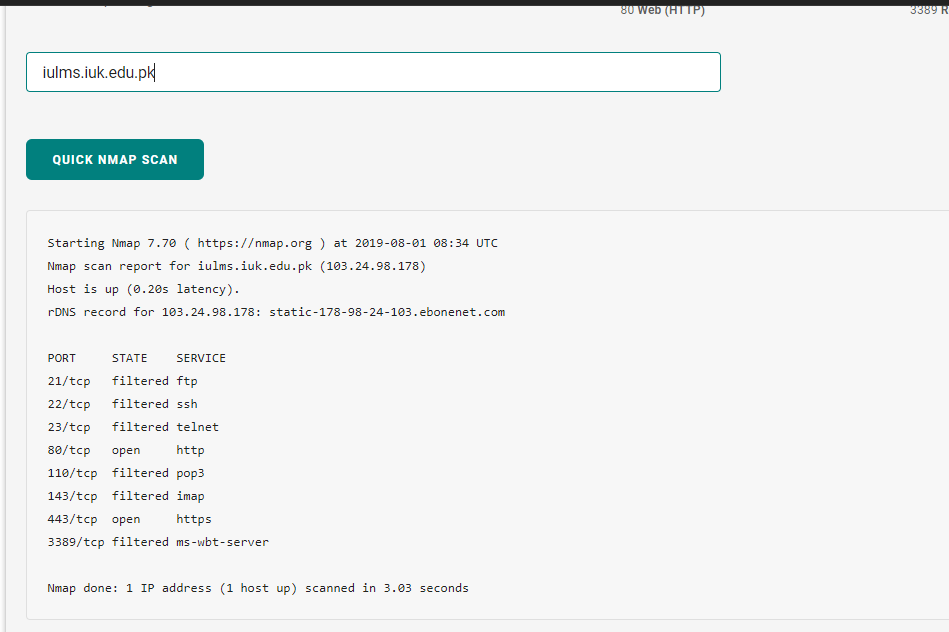 80 Web (HTTP)
3389 R
iulms.iuk.edu.pk
QUICK NMAP SCAN
Starting Nmap 7.70 ( https://nmap.org ) at 2019-08-01 08:34 UTC
Nmap scan report for iulms.iuk.edu.pk (103.24.98.178)
Host is up (0.20s latency).
rDNS record for 103.24.98.178: static-178-98-24-103.ebonenet.com
PORT STATE SERVICE
21/tcp filtered ftp
22/tcp filtered ssh
23/tcp filtered telnet
80/tcp open http
110/tcp filtered pop3
143/tcp filtered imap
443/tcp open https
3389/tcp filtered ms-wbt-server
Nmap done: 1 IP address (1 host up) scanned in 3.03 seconds